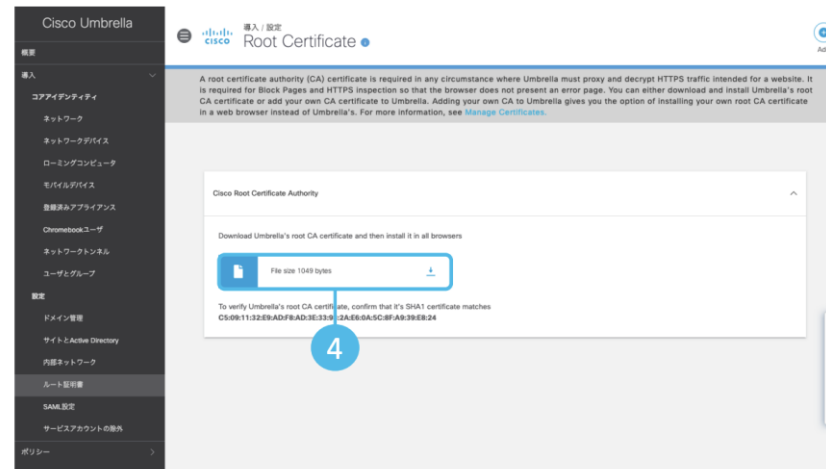 Cisco Umbrella
概要
導入
コアアイデンティティ
ネットワーク
ネットワークデバイス
ローミングコンピュータ
モバイルデバイス
登録済みアプライアンス
Chromebookユーザ
ネットワークトンネル
ユーザとグループ
設定
ドメイン管理
サイトとActive Directory
内部ネットワーク
ルート証明書
SAML設定
サービスアカウントの除外
ポリシー
CISCO
導入 / 設定
Root Certificate
A root certificate authority (CA) certificate is required in any circumstance where Umbrella must proxy and decrypt HTTPS traffic intended for a website. It
is required for Block Pages and HTTPS inspection so that the browser does not present an error page. You can either download and install Umbrella's root
CA certificate or add your own CA certificate to Umbrella. Adding your own CA to Umbrella gives you the option of installing your own root CA certificate
in a web browser instead of Umbrella's. For more information, see Manage Certificates.
Cisco Root Certificate Authority
Download Umbrella's root CA certificate and then install it in all browsers
File size 1049 bytes
To verify Umbrella's root CA certificate, confirm that it's SHA1 certificate matches
4